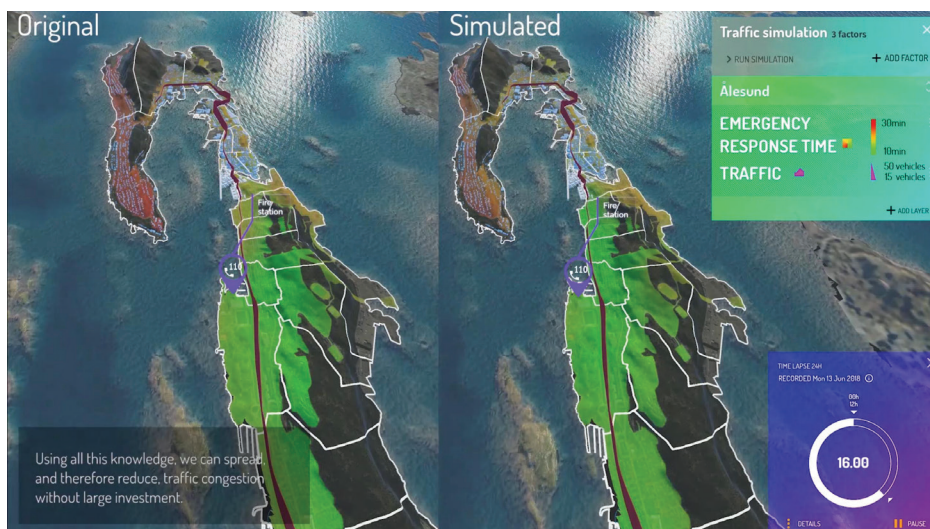 Original
Simulated
Traffic simulation 3 factors
> RUN SIMULATION
+ ADD FACTOR
Ålesund
EMERGENCY
RESPONSE TIME
30min
10min
TRAFFIC
50 vehicles
15 vehicles
+ ADD LAYER
Fire
station
110
Fire
station
110
TIME LAPSE 24H
RECORDED Mon 13 Jun 2018
00h
12h
16.00
DETAILS
PAUSE
Using all this knowledge, we can spread,
and therefore reduce, traffic congestion
without large investment.